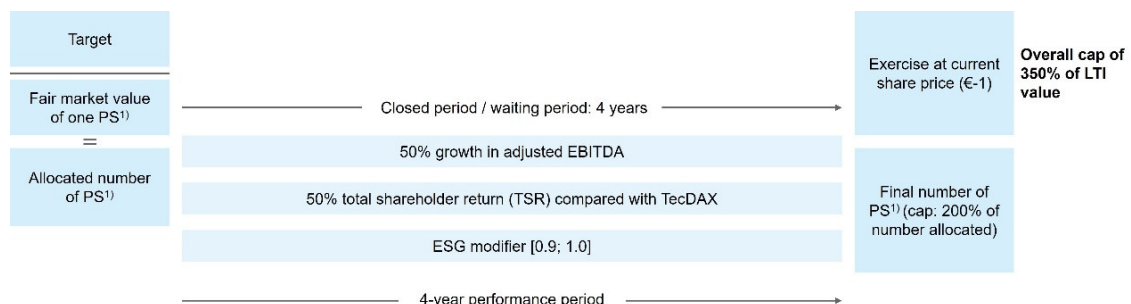 Target
Fair market value
of one PS1)
=
Allocated number
of PS1)
Closed period / waiting period: 4 years
50% growth in adjusted EBITDA
50% total shareholder return (TSR) compared with TecDAX
ESG modifier [0.9; 1.0]
4-year performance period
Exercise at current
share price (€-1)
Final number of
PS1) (cap: 200% of
number allocated)
Overall cap of
350% of LTI
value